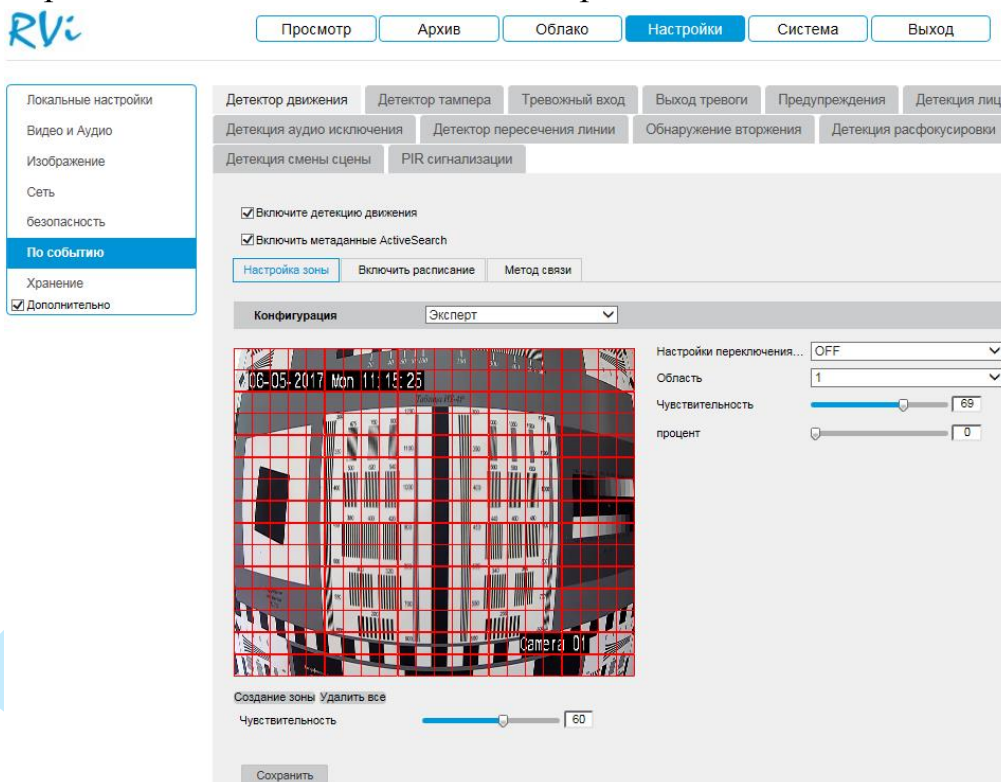 RVi
Просмотр Архив Облако Настройки Система Выход
Локальные настройки
Видео и Аудио
Изображение
Сеть
безопасность
По событию
Хранение
Дополнительно
Детектор движения Детектор тампера Тревожный вход Выход тревоги Предупреждения Детекция лиц
Детекция аудио исключения Детектор пересечения линии Обнаружение вторжения Детекция расфокусировки
Детекция смены сцены PIR сигнализации
Включите детекцию движения
Включить метаданные ActiveSearch
Настройка зоны Включить расписание Метод связи
Конфигурация Эксперт
06-05-2017 Mon 11:15:25
Camera 01
Настройки переключения... OFF
Область 1
Чувствительность 69
процент 0
Создание зоны Удалить все
Чувствительность 60
Сохранить